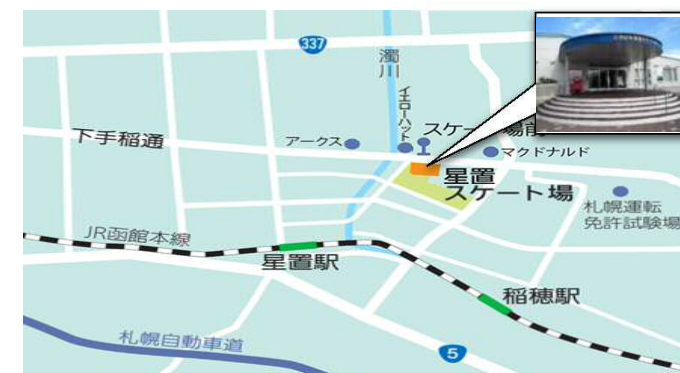 337
濁川
イエローハット
下手稲通
アークス
スケート場前
マクドナルド
星置
スケート場
札幌運転
免許試験場
JR函館本線
星置駅
稲穂駅
札幌自動車道
5